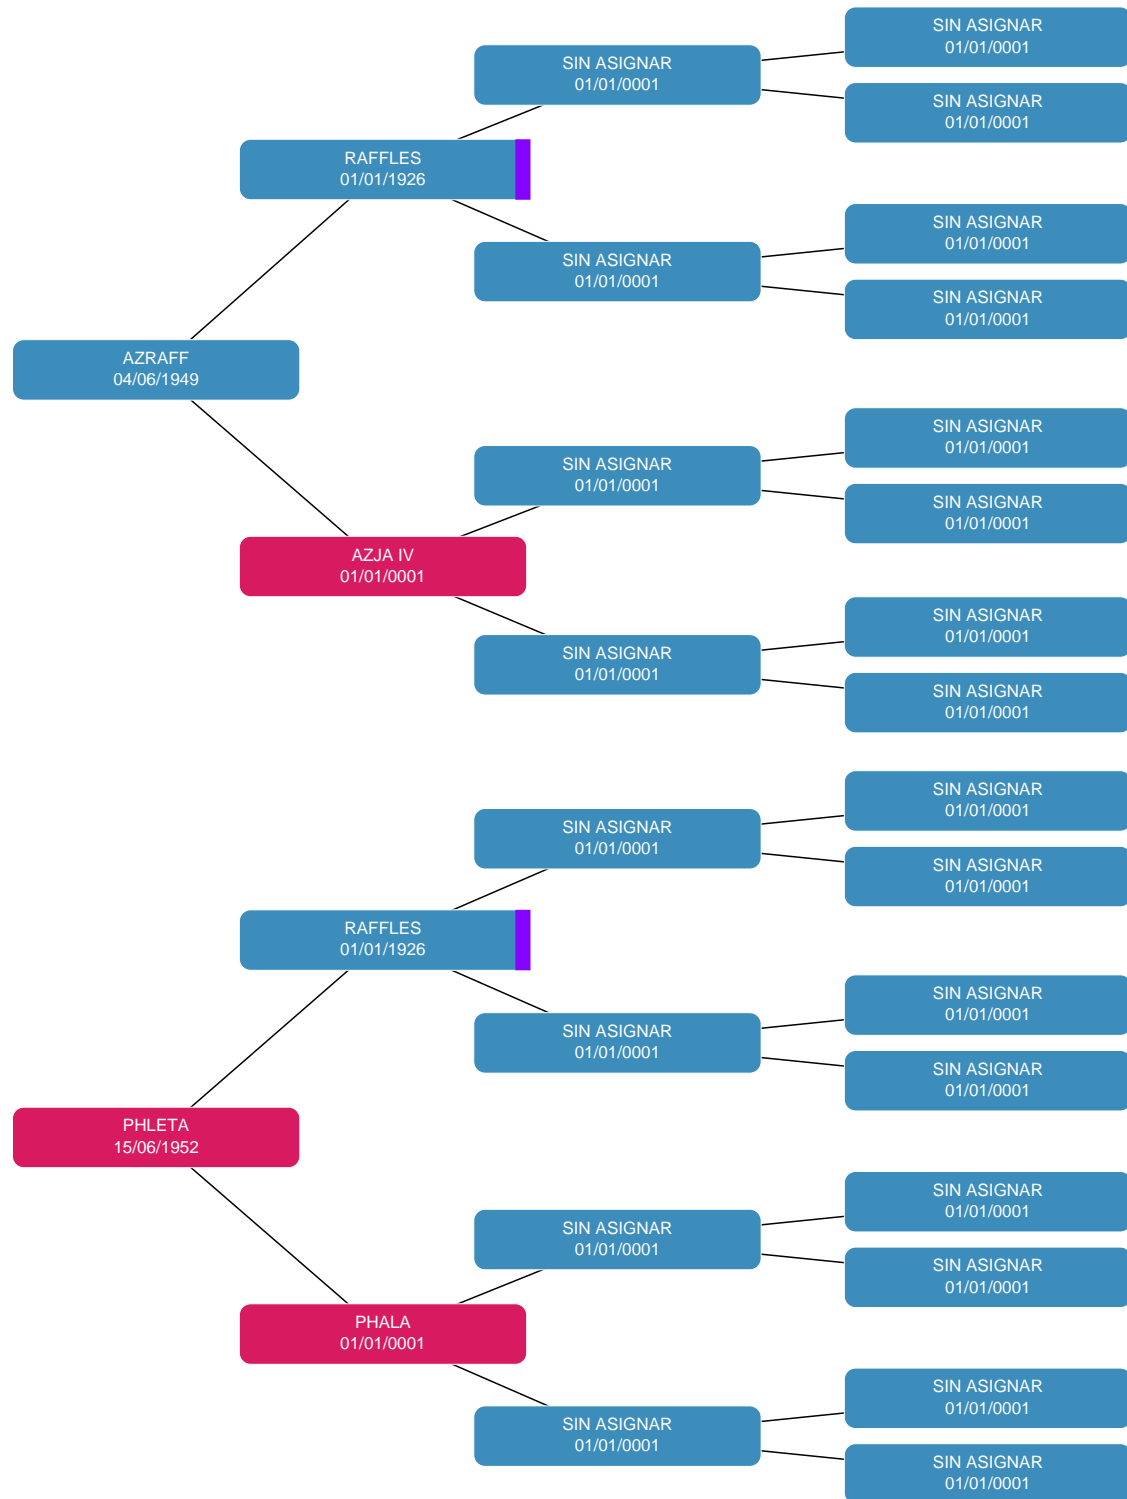 SIN ASIGNAR
01/01/0001
SIN ASIGNAR
01/01/0001
SIN ASIGNAR
01/01/0001
RAFFLES
01/01/1926
SIN ASIGNAR
01/01/0001
SIN ASIGNAR
01/01/0001
SIN ASIGNAR
01/01/0001
AZRAFF
04/06/1949
SIN ASIGNAR
01/01/0001
SIN ASIGNAR
01/01/0001
SIN ASIGNAR
01/01/0001
AZJA IV
01/01/0001
SIN ASIGNAR
01/01/0001
SIN ASIGNAR
01/01/0001
SIN ASIGNAR
01/01/0001
SIN ASIGNAR
01/01/0001
SIN ASIGNAR
01/01/0001
SIN ASIGNAR
01/01/0001
RAFFLES
01/01/1926
SIN ASIGNAR
01/01/0001
SIN ASIGNAR
01/01/0001
SIN ASIGNAR
01/01/0001
PHLETA
15/06/1952
SIN ASIGNAR
01/01/0001
SIN ASIGNAR
01/01/0001
SIN ASIGNAR
01/01/0001
PHALA
01/01/0001
SIN ASIGNAR
01/01/0001
SIN ASIGNAR
01/01/0001
SIN ASIGNAR
01/01/0001